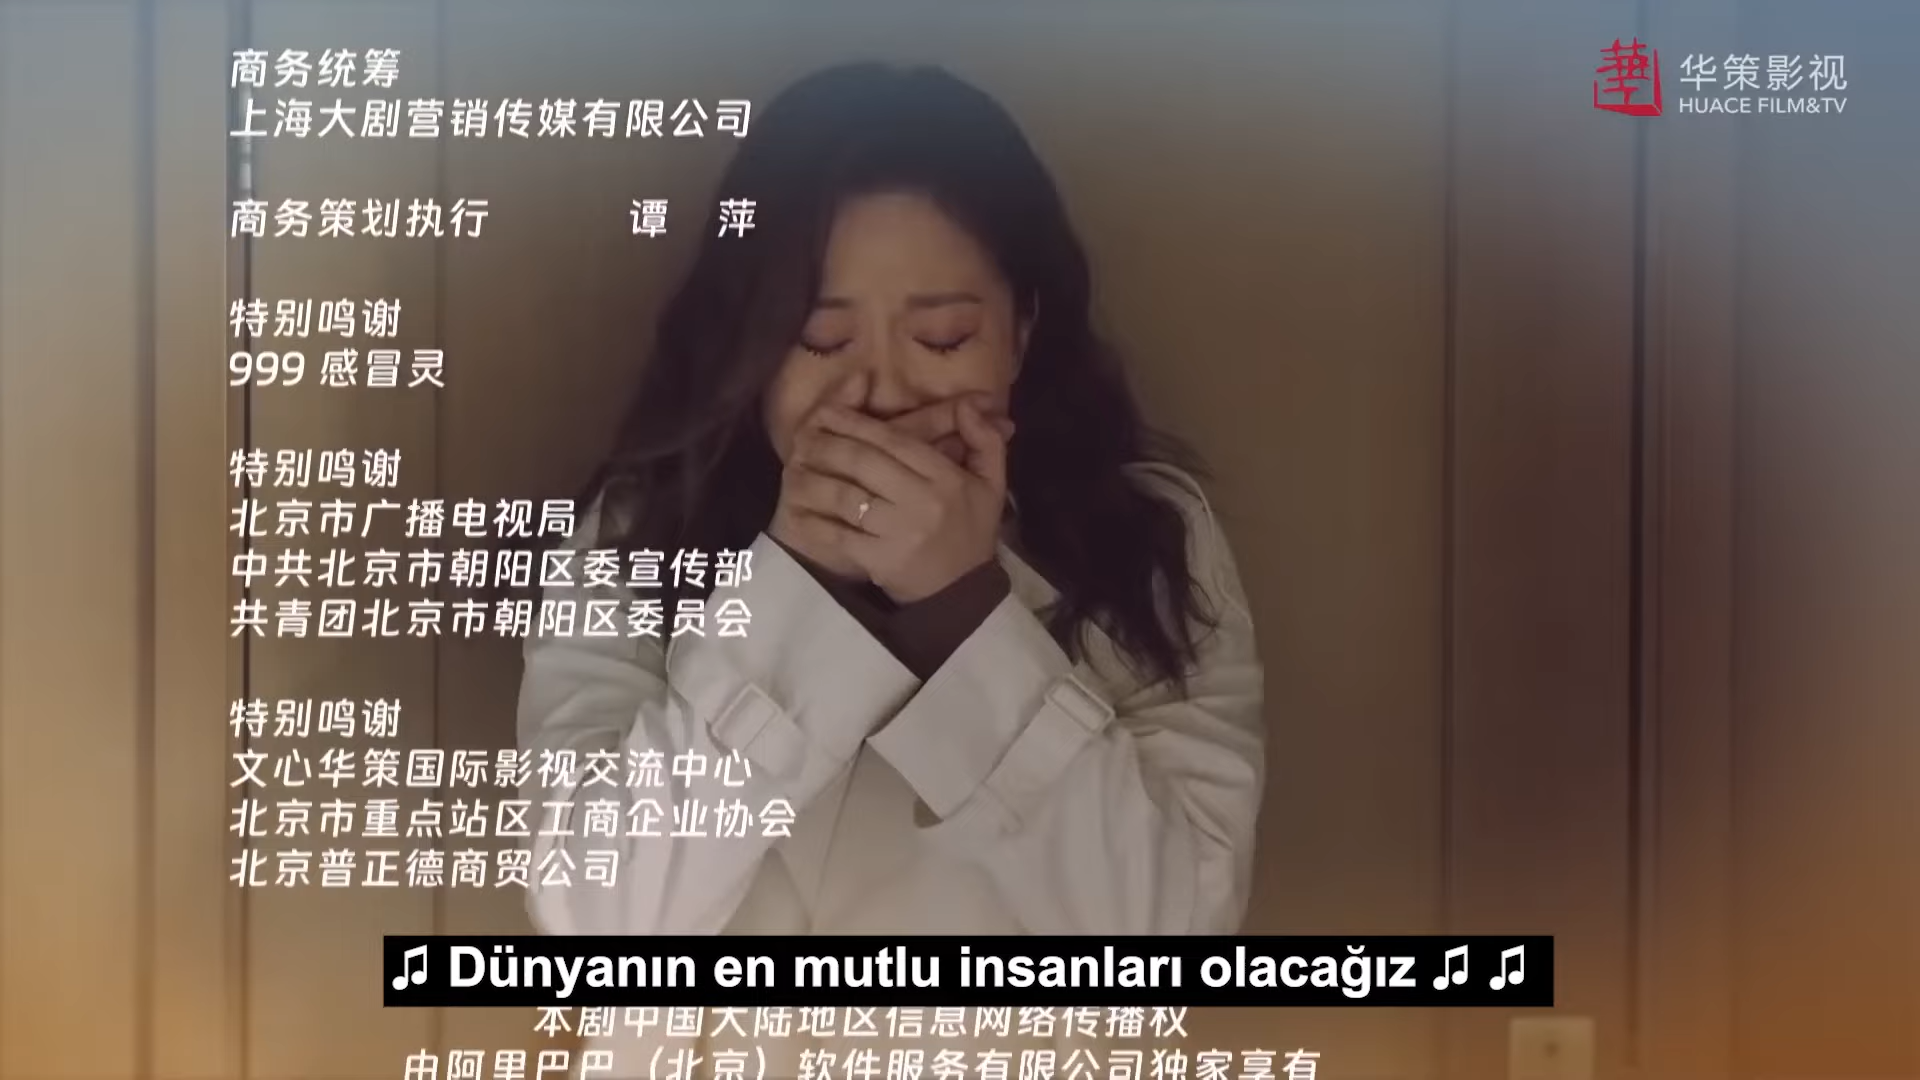 商务统筹
上海大剧营销传媒有限公司
商务策划执行 谭 萍
特别鸣谢
999 感冒灵
特别鸣谢
北京市广播电视局
中共北京市朝阳区委宣传部
共青团北京市朝阳区委员会
特别鸣谢
文心华策国际影视交流中心
北京市重点站区工商企业协会
北京普正德商贸公司
華
华策影视
HUACE FILM&TV
♫ Dünyanın en mutlu insanları olacağız ♫ ♫
本剧中国大陆地区信息网络传播权
由阿里巴巴（北京）软件服务有限公司独家享有